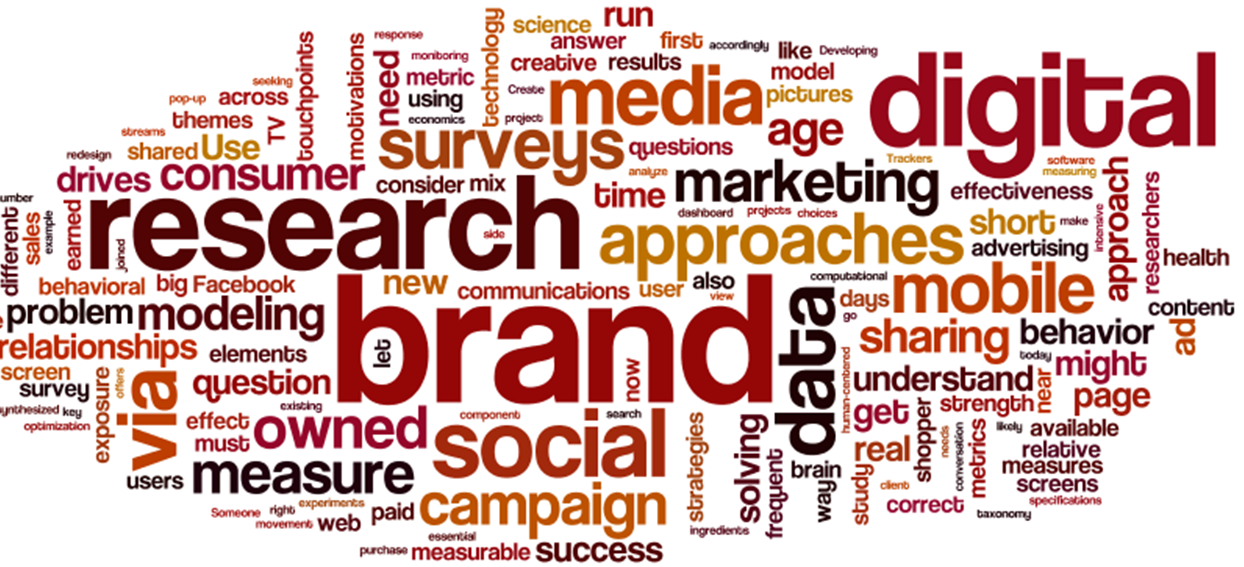 response
technology
science
run
monitoring
answer
first
accordingly
like
Developing
seeking
touchpoints
motivations
need
metric
creative
results
model
digital
pop-up
across
using
Create
media
pictures
streams
themes
TV
economics
project
age
redesign
shared
Use
surveys
questions
Trackers
software
measuring
drives
consumer
consider
mix
analyze
time
marketing
effectiveness
approach
different
sales
example
earned
research
joined
side
dashboard
projects
choices
approaches
short
make
advertising
intensive
researchers
health
behavioral
big
Facebook
new
communications
user
also
view
computational
days
go
mobile
content
problem
modeling
brand
let
now
data
sharing
behavior
ad
relationships
elements
today
might
screen
survey
exposure
offers
via
question
human-centered
understand
near
page
key
optimization
existing
effect
must
owned
component
search
get
strength
social
strategies
solving
frequent
real
shopper
needs
conversation
metrics
likely
available
relative
measures
screens
specifications
users
measure
brain
way
study
client
correct
taxonomy
experiments
Someone
right
movement
web
paid
campaign
ingredients
essential
purchase
measurable
success